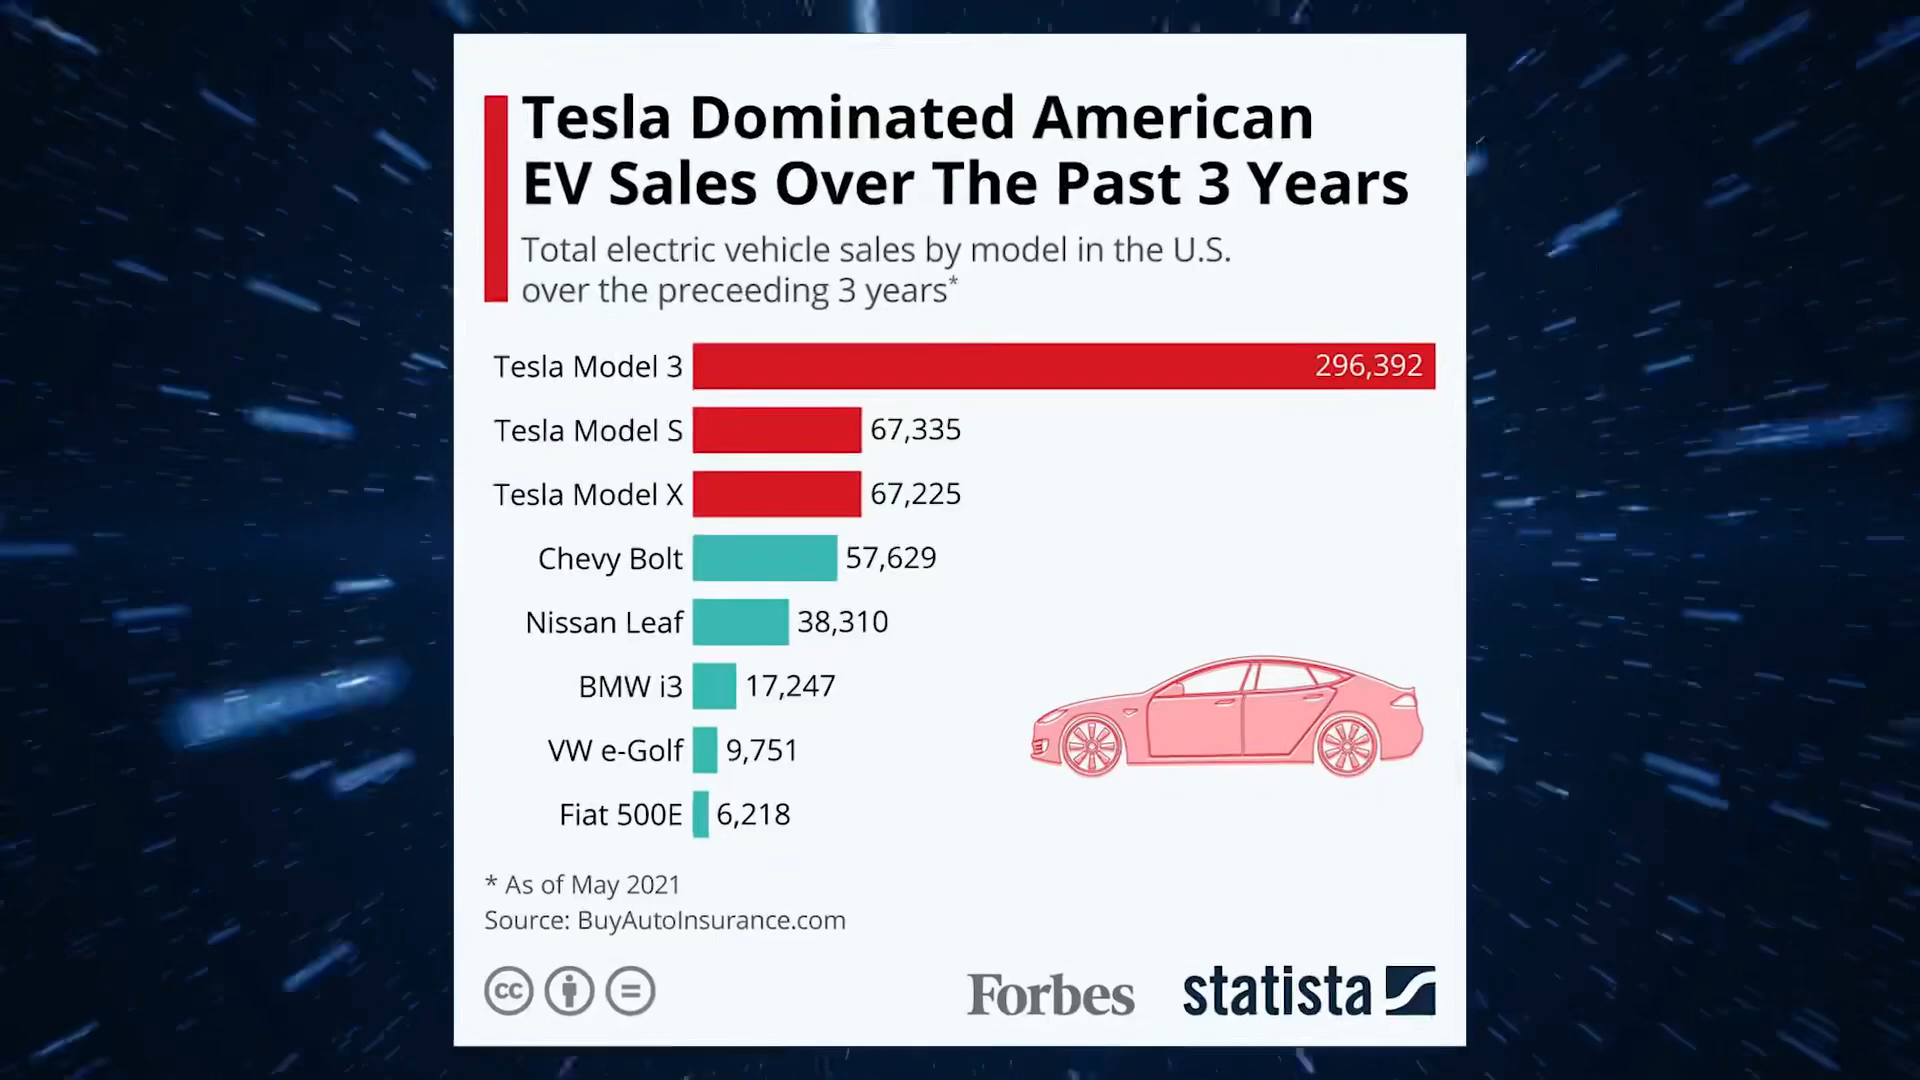 Tesla Dominated American
EV Sales Over The Past 3 Years
Total electric vehicle sales by model in the U.S.
over the preceeding 3 years*
Tesla Model 3 296,392
Tesla Model S 67,335
Tesla Model X 67,225
Chevy Bolt 57,629
Nissan Leaf 38,310
BMW i3 17,247
VW e-Golf 9,751
Fiat 500E 6,218
* As of May 2021
Source: BuyAutoInsurance.com
cc = Forbes statista